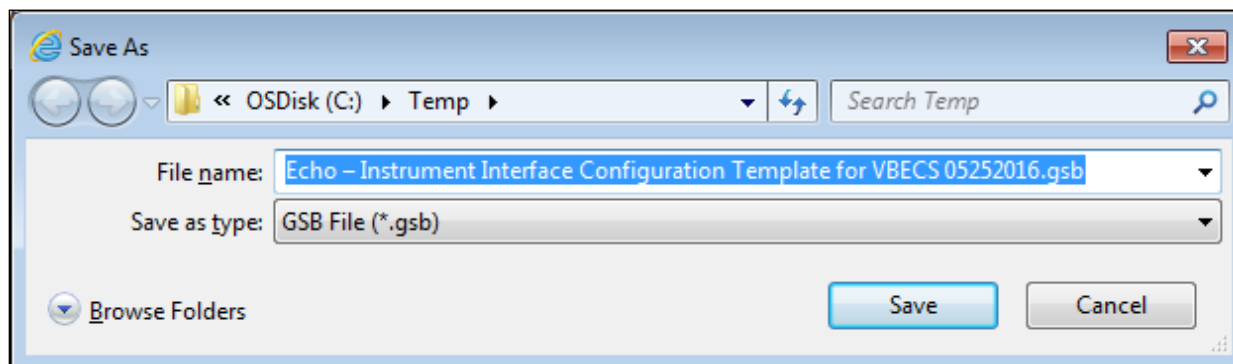 Save As
« OSDisk (C:) Temp Search Temp
File name: Echo – Instrument Interface Configuration Template for VBECS 05252016.gsb
Save as type: GSB File (*.gsb)
Browse Folders Save Cancel